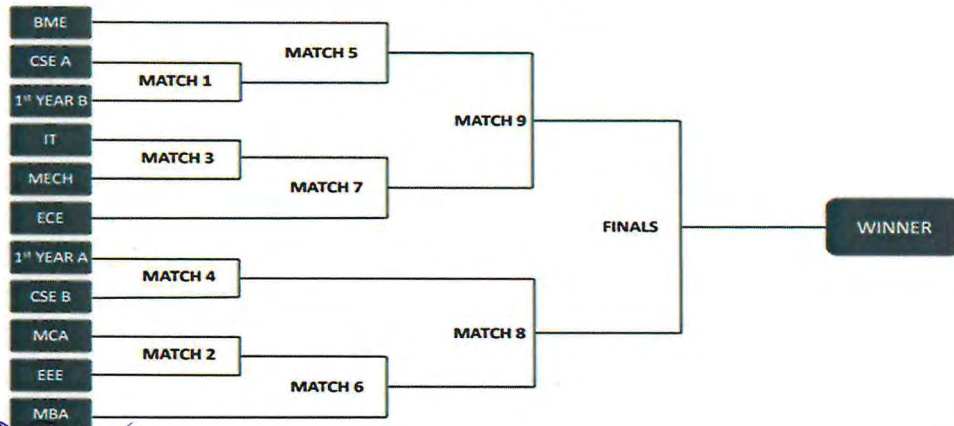 BME
MATCH 5
CSE A
MATCH 1
1st YEAR B
MATCH 9
IT
MATCH 3
MECH
MATCH 7
ECE
FINALS
WINNER
1st YEAR A
MATCH 4
CSE B
MCA
MATCH 8
MATCH 2
EEE
MATCH 6
MBA